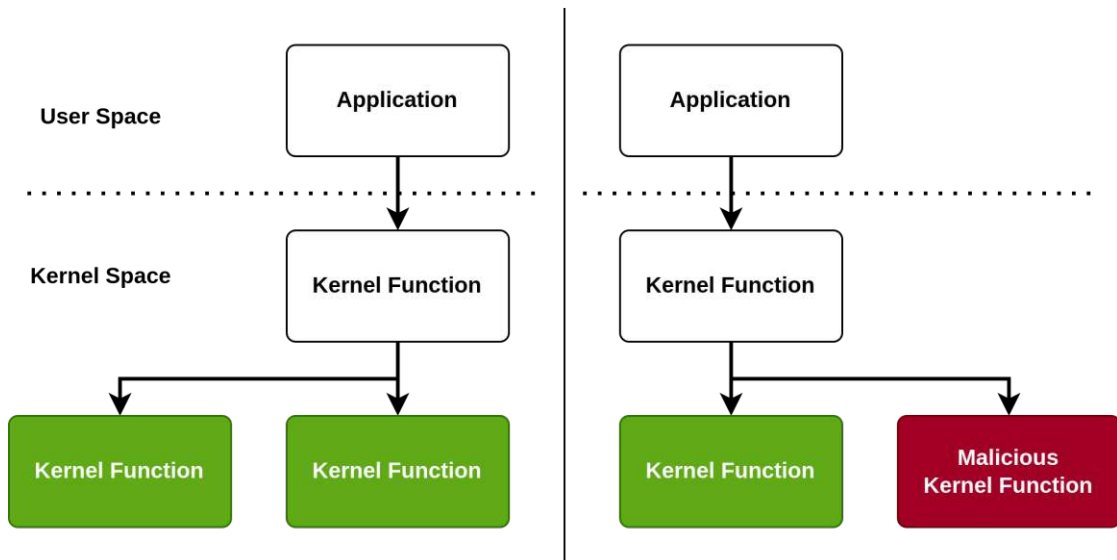 Application
Application
User Space
Kernel Space
Kernel Function
Kernel Function
Kernel Function
Kernel Function
Kernel Function
Malicious
Kernel Function